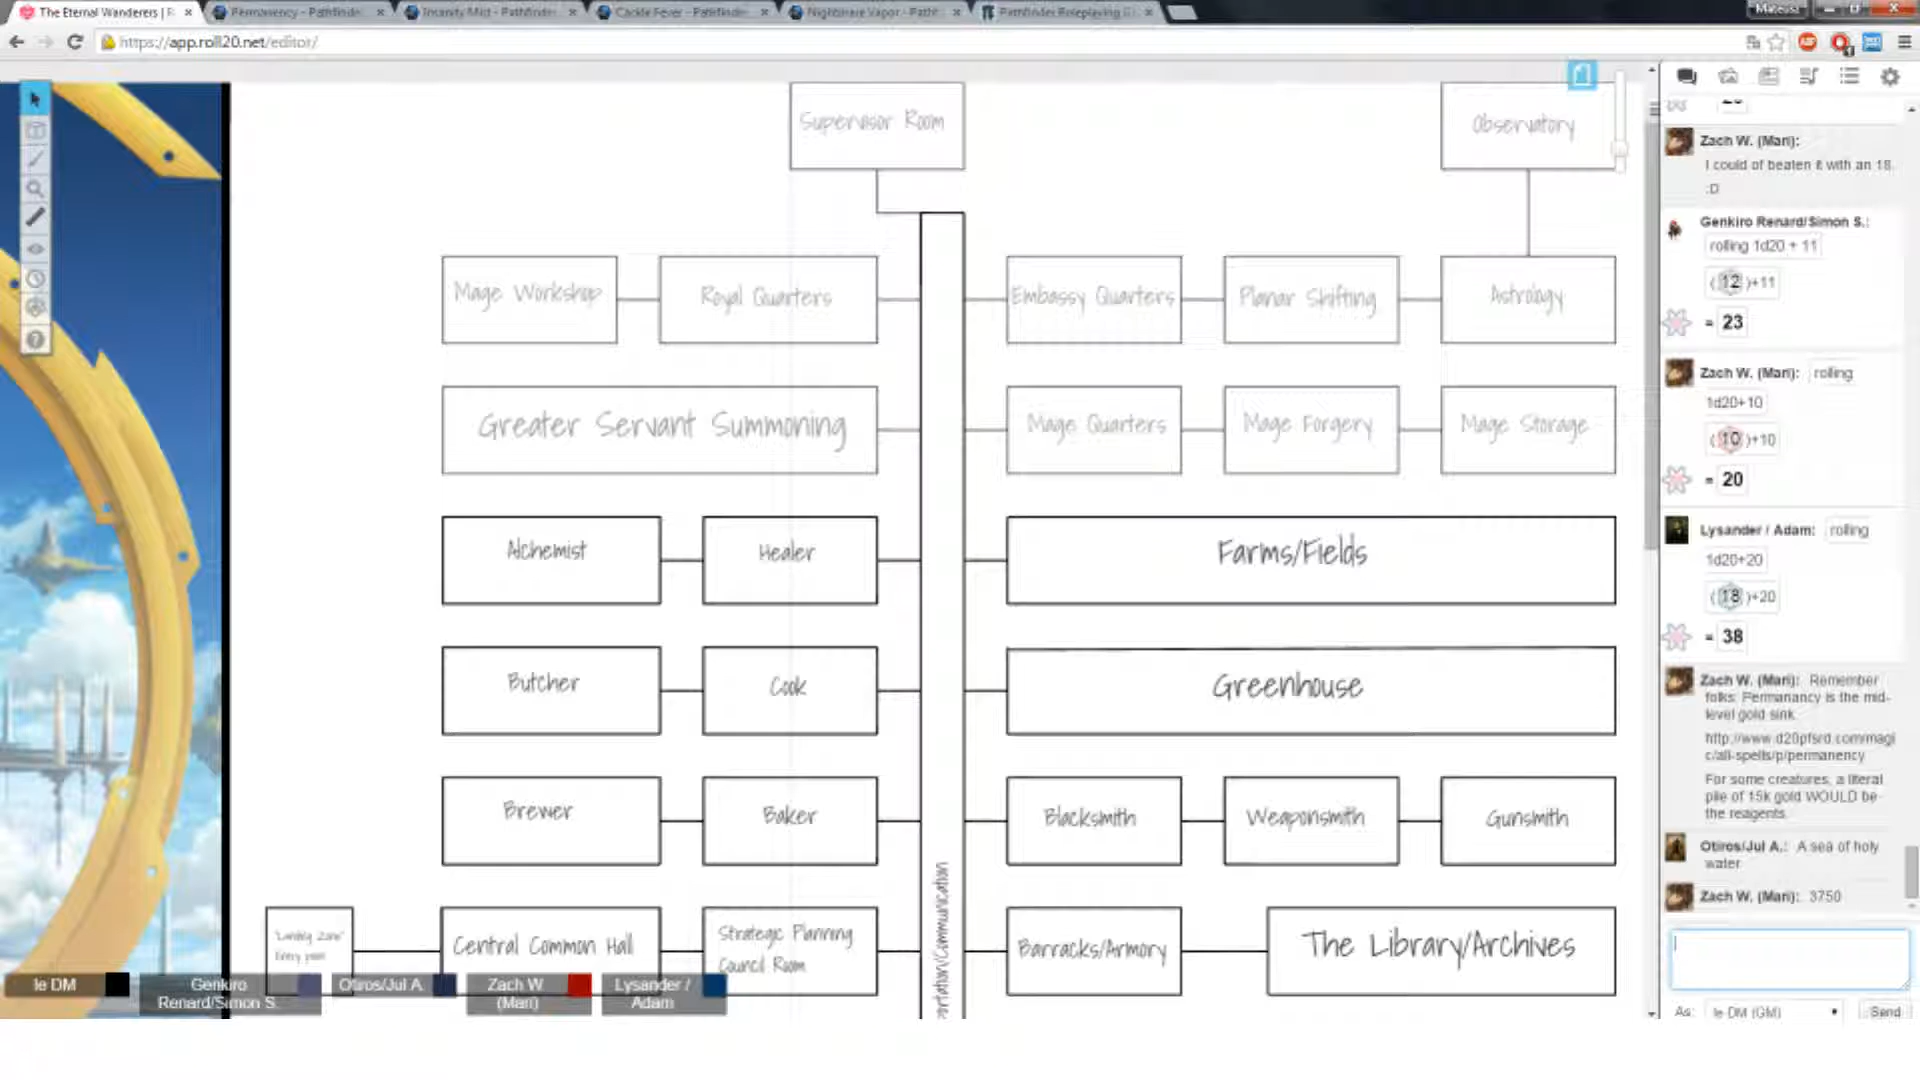 The Eternal Wanderers | R
Permanency - Pathfinder
Insanity Mist - Pathfinder
Cackle Fever - Pathfinder
Nightmare Vapor - Pathf
Pathfinder Roleplaying G
Mateus
https://app.roll20.net/editor/
Supervisor Room
Observatory
Mage Workshop
Royal Quarters
Embassy Quarters
Planar Shifting
Astrology
Greater Servant Summoning
Mage Quarters
Mage Forgery
Mage Storage
Alchemist
Healer
Farms/Fields
Butcher
Cook
Greenhouse
Brewer
Baker
Blacksmith
Weaponsmith
Gunsmith
"Landing Zone"
Entry point
Central Common Hall
Strategic Planning
Council Room
portation/Communication
Barracks/Armory
The Library/Archives
le DM
Genkiro
Renard/Simon S.
Otiros/Jul A.
Zach W.
(Mari)
Lysander /
Adam
Zach W. (Mari):
I could of beaten it with an 18.
:D
Genkiro Renard/Simon S.:
rolling 1d20 + 11
(12)+11
= 23
Zach W. (Mari): rolling
1d20+10
(10)+10
= 20
Lysander / Adam: rolling
1d20+20
(18)+20
= 38
Zach W. (Mari): Remember
folks: Permanancy is the mid-
level gold sink.
http://www.d20pfsrd.com/magi
c/all-spells/p/permanency
For some creatures, a literal
pile of 15k gold WOULD be
the reagents.
Otiros/Jul A.: A sea of holy
water
Zach W. (Mari): 3750
As: le DM (GM)
Send